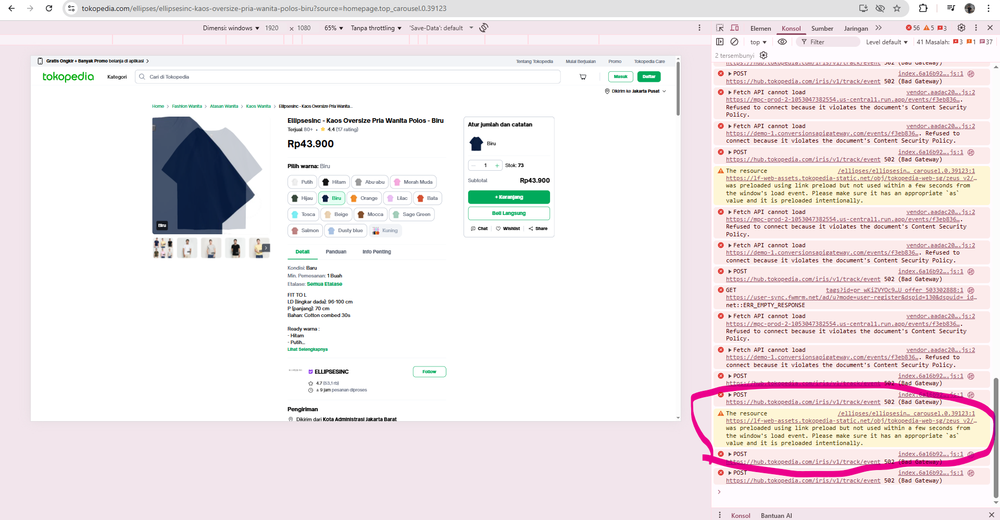 tokopedia.com/ellipses/ellipsesinc-kaos-oversize-pria-wanita-polos-biru?source=homepage.top_carousel.0.39123
Dimensi: windows 1920 × 1080 65% Tanpa throttling 'Save-Data': default
Gratis Ongkir + Banyak Promo belanja di aplikasi
Tentang Tokopedia Mulai Berjualan Promo Tokopedia Care
tokopedia Kategori Cari di Tokopedia Masuk Daftar
Dikirim ke Jakarta Pusat
Home Fashion Wanita Atasan Wanita Kaos Wanita Ellipsesinc - Kaos Oversize Pria Wanita...
Biru
Ellipsesinc - Kaos Oversize Pria Wanita Polos - Biru
Terjual 80+ • 4.4 (17 rating)
Rp43.900
Pilih warna: Biru
Putih Hitam Abu-abu Merah Muda
Hijau Biru Orange Lilac Bata
Tosca Beige Mocca Sage Green
Salmon Dusty blue Kuning
Detail Panduan Info Penting
Kondisi: Baru
Min. Pemesanan: 1 Buah
Etalase: Semua Etalase
FIT TO L
LD (lingkar dada): 96-100 cm
P (panjang): 70 cm
Bahan: Cotton combed 30s
Ready warna :
- Hitam
- Putih...
Lihat Selengkapnya
ELLIPSESINC Follow
4.7 (53,1 rb)
± 9 jam pesanan diproses
Pengiriman
Dikirim dari Kota Administrasi Jakarta Barat
Atur jumlah dan catatan
Biru
1 + Stok: 73
Subtotal Rp43.900
+ Keranjang
Beli Langsung
Chat Wishlist Share
Elemen Konsol Sumber Jaringan 56 5 3
top Filter Level default 41 Masalah: 3 1 37
2 tersembunyi
https://hub.tokopedia.com/iris/v1/track/event 502 (Bad Gateway)
POST index.6a16b92….js:1
https://hub.tokopedia.com/iris/v1/track/event 502 (Bad Gateway)
Fetch API cannot load vendor.aadac20….js:2
https://mpc-prod-2-1053047382554.us-central1.run.app/events/f3eb836….
Refused to connect because it violates the document's Content Security
Policy.
Fetch API cannot load vendor.aadac20….js:2
https://demo-1.conversionsapigateway.com/events/f3eb836…. Refused to
connect because it violates the document's Content Security Policy.
POST index.6a16b92….js:1
https://hub.tokopedia.com/iris/v1/track/event 502 (Bad Gateway)
The resource /ellipses/ellipsesin…_carousel.0.39123:1
https://lf-web-assets.tokopedia-static.net/obj/tokopedia-web-sg/zeus_v2/…
was preloaded using link preload but not used within a few seconds from
the window's load event. Please make sure it has an appropriate `as`
value and it is preloaded intentionally.
Fetch API cannot load vendor.aadac20….js:2
https://mpc-prod-2-1053047382554.us-central1.run.app/events/f3eb836….
Refused to connect because it violates the document's Content Security
Policy.
Fetch API cannot load vendor.aadac20….js:2
https://demo-1.conversionsapigateway.com/events/f3eb836…. Refused to
connect because it violates the document's Content Security Policy.
POST index.6a16b92….js:1
https://hub.tokopedia.com/iris/v1/track/event 502 (Bad Gateway)
GET tags?id=pr_wKiZVYOc9…U_offer_503302888:1
https://user-sync.fwmrm.net/ad/u?mode=user-register&dspid=130&dspuid=_id…
net::ERR_EMPTY_RESPONSE
Fetch API cannot load vendor.aadac20….js:2
https://mpc-prod-2-1053047382554.us-central1.run.app/events/f3eb836….
Refused to connect because it violates the document's Content Security
Policy.
Fetch API cannot load vendor.aadac20….js:2
https://demo-1.conversionsapigateway.com/events/f3eb836…. Refused to
connect because it violates the document's Content Security Policy.
POST index.6a16b92….js:1
https://hub.tokopedia.com/iris/v1/track/event 502 (Bad Gateway)
POST index.6a16b92….js:1
https://hub.tokopedia.com/iris/v1/track/event 502 (Bad Gateway)
The resource /ellipses/ellipsesin…_carousel.0.39123:1
https://lf-web-assets.tokopedia-static.net/obj/tokopedia-web-sg/zeus_v2/…
was preloaded using link preload but not used within a few seconds from
the window's load event. Please make sure it has an appropriate `as`
value and it is preloaded intentionally.
POST index.6a16b92….js:1
https://hub.tokopedia.com/iris/v1/track/event 502 (Bad Gateway)
POST index.6a16b92….js:1
https://hub.tokopedia.com/iris/v1/track/event 502 (Bad Gateway)
Konsol Bantuan AI